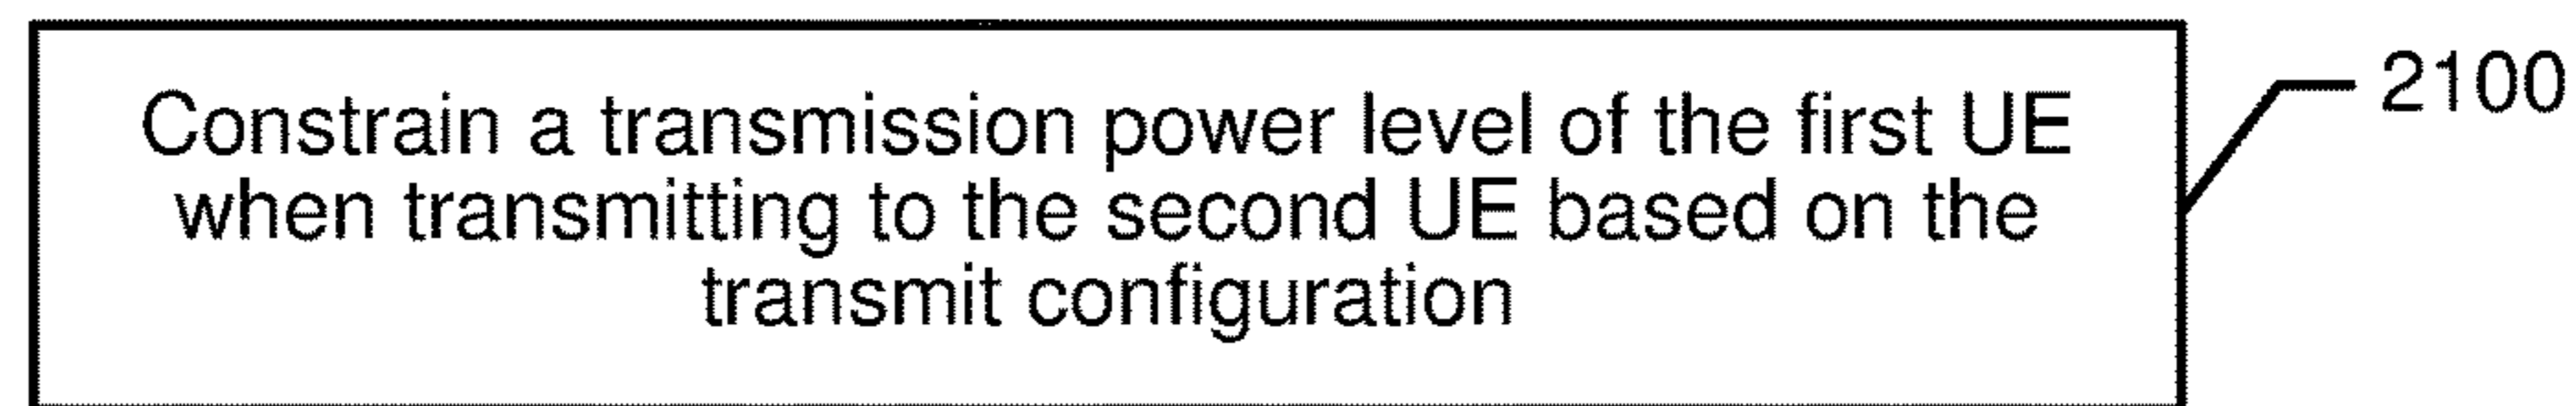 Constrain a transmission power level of the first UE
when transmitting to the second UE based on the
transmit configuration
2100